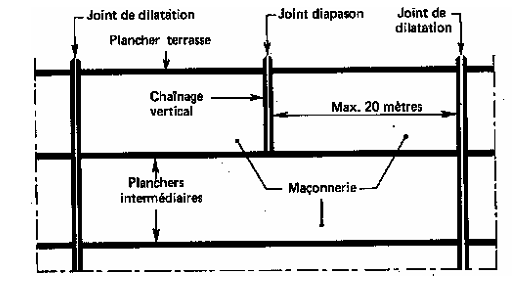 Joint de dilatation
Joint diapason
Joint de
dilatation
Plancher terrasse
Chaînage
vertical
Max. 20 mètres
Planchers
intermédiaires
Maçonnerie